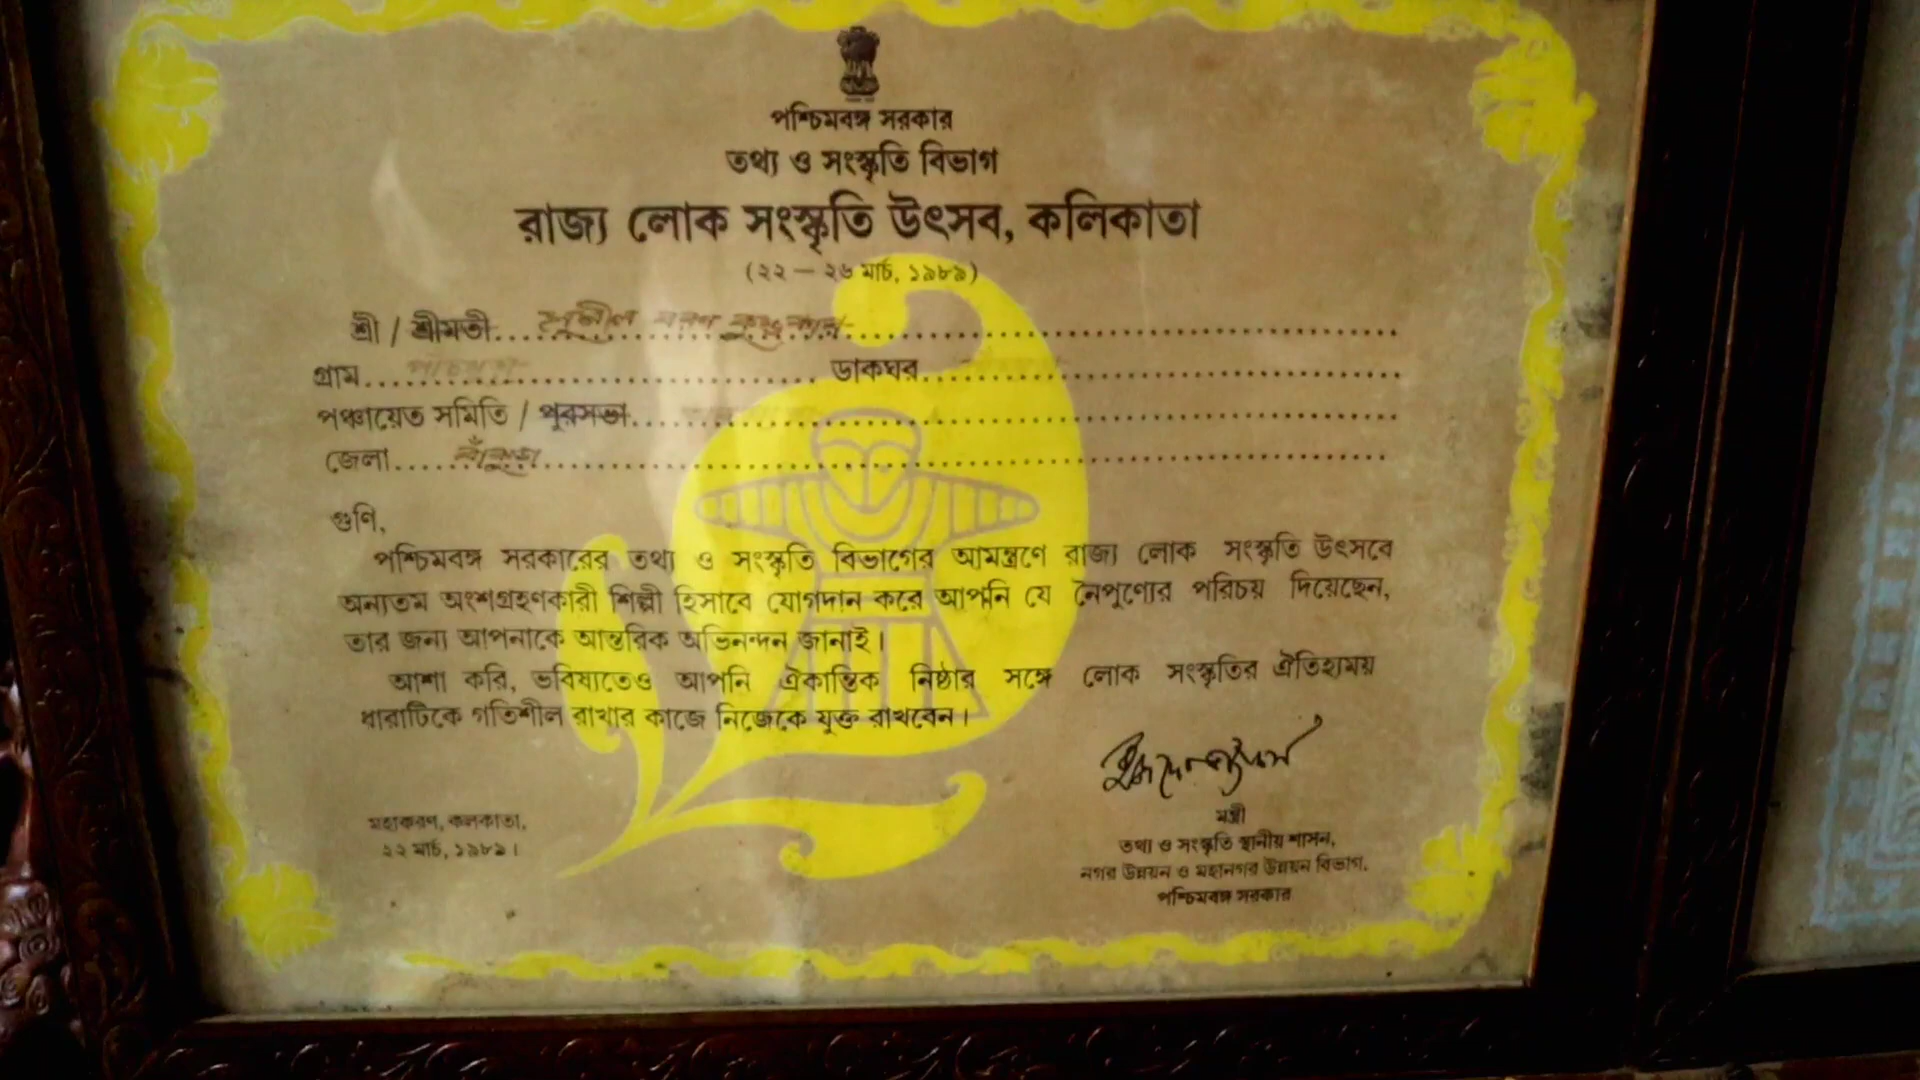 পশ্চিমবঙ্গ সরকার
তথ্য ও সংস্কৃতি বিভাগ
রাজ্য লোক সংস্কৃতি উৎসব, কলিকাতা
(২২ — ২৬ মার্চ, ১৯৮৯)
শ্রী / শ্রীমতী
গ্রাম ডাকঘর
পঞ্চায়েত সমিতি / পুরসভা
জেলা বাঁকুড়া
গুণি,
পশ্চিমবঙ্গ সরকারের তথ্য ও সংস্কৃতি বিভাগের আমন্ত্রণে রাজ্য লোক সংস্কৃতি উৎসবে
অন্যতম অংশগ্রহণকারী শিল্পী হিসাবে যোগদান করে আপনি যে নৈপুণ্যের পরিচয় দিয়েছেন,
তার জন্য আপনাকে আন্তরিক অভিনন্দন জানাই।
আশা করি, ভবিষ্যতেও আপনি ঐকান্তিক নিষ্ঠার সঙ্গে লোক সংস্কৃতির ঐতিহ্যময়
ধারাটিকে গতিশীল রাখার কাজে নিজেকে যুক্ত রাখবেন।
মহাকরণ, কলকাতা,
২২ মার্চ, ১৯৮৯।
মন্ত্রী
তথ্য ও সংস্কৃতি স্থানীয় শাসন,
নগর উন্নয়ন ও মহানগর উন্নয়ন বিভাগ,
পশ্চিমবঙ্গ সরকার